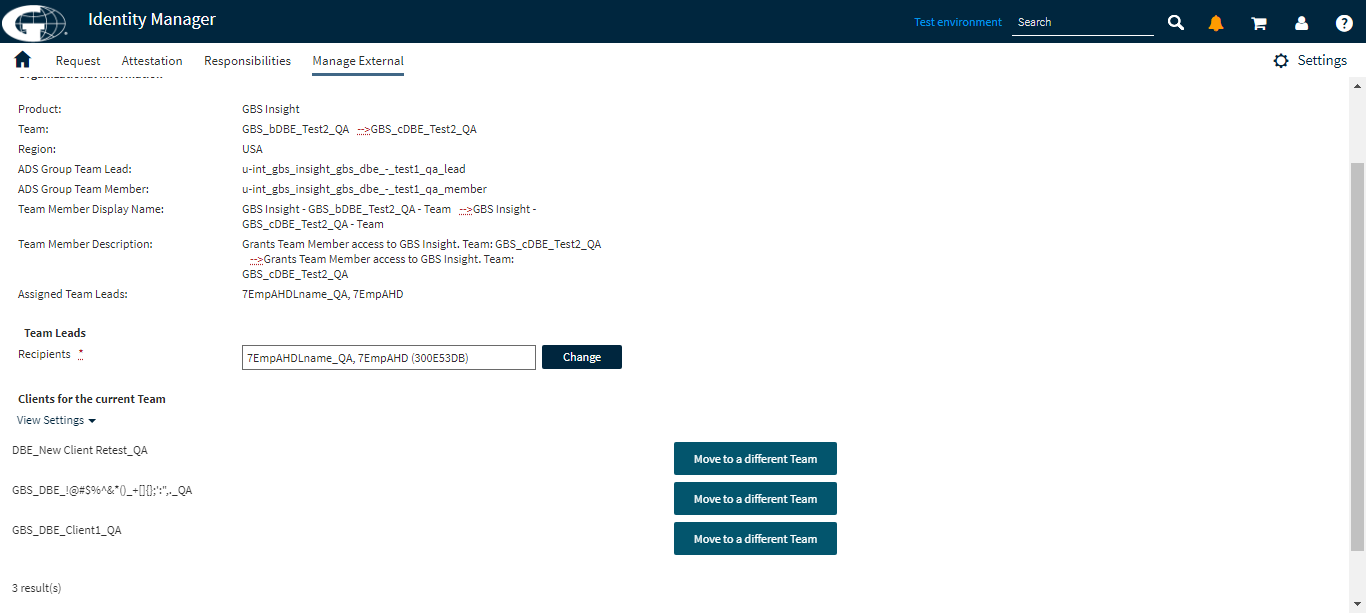 Identity Manager
Test environment
Search
Request
Attestation
Responsibilities
Manage External
Settings
Organizational Information
Product:
GBS Insight
Team:
GBS_bDBE_Test2_QA -->GBS_cDBE_Test2_QA
Region:
USA
ADS Group Team Lead:
u-int_gbs_insight_gbs_dbe_-_test1_qa_lead
ADS Group Team Member:
u-int_gbs_insight_gbs_dbe_-_test1_qa_member
Team Member Display Name:
GBS Insight - GBS_bDBE_Test2_QA - Team -->GBS Insight -
GBS_cDBE_Test2_QA - Team
Team Member Description:
Grants Team Member access to GBS Insight. Team: GBS_cDBE_Test2_QA
-->Grants Team Member access to GBS Insight. Team:
GBS_cDBE_Test2_QA
Assigned Team Leads:
7EmpAHDLname_QA, 7EmpAHD
Team Leads
Recipients *
7EmpAHDLname_QA, 7EmpAHD (300E53DB)
Change
Clients for the current Team
View Settings
DBE_New Client Retest_QA
Move to a different Team
GBS_DBE_!@#$%^&*()_+[]{};':",._QA
Move to a different Team
GBS_DBE_Client1_QA
Move to a different Team
3 result(s)